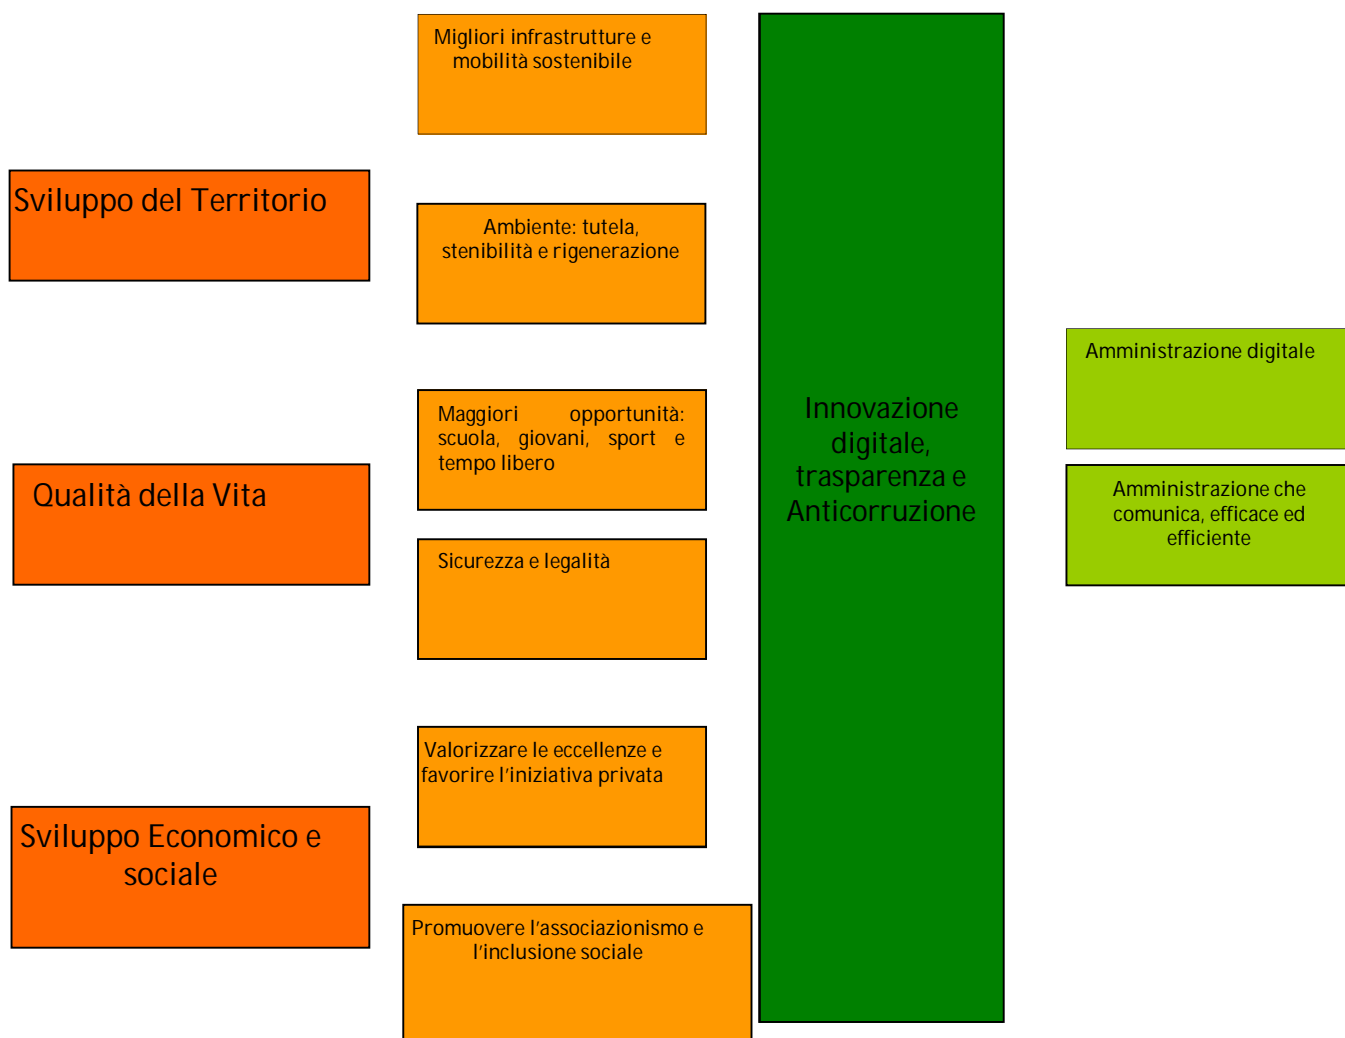 Migliori infrastrutture e
mobilità sostenibile
Sviluppo del Territorio
Ambiente: tutela,
stenibilità e rigenerazione
Maggiori opportunità:
scuola, giovani, sport e
tempo libero
Qualità della Vita
Sicurezza e legalità
Valorizzare le eccellenze e
favorire l'iniziativa privata
Sviluppo Economico e
sociale
Promuovere l'associazionismo e
l'inclusione sociale
Innovazione
digitale,
trasparenza e
Anticorruzione
Amministrazione digitale
Amministrazione che
comunica, efficace ed
efficiente